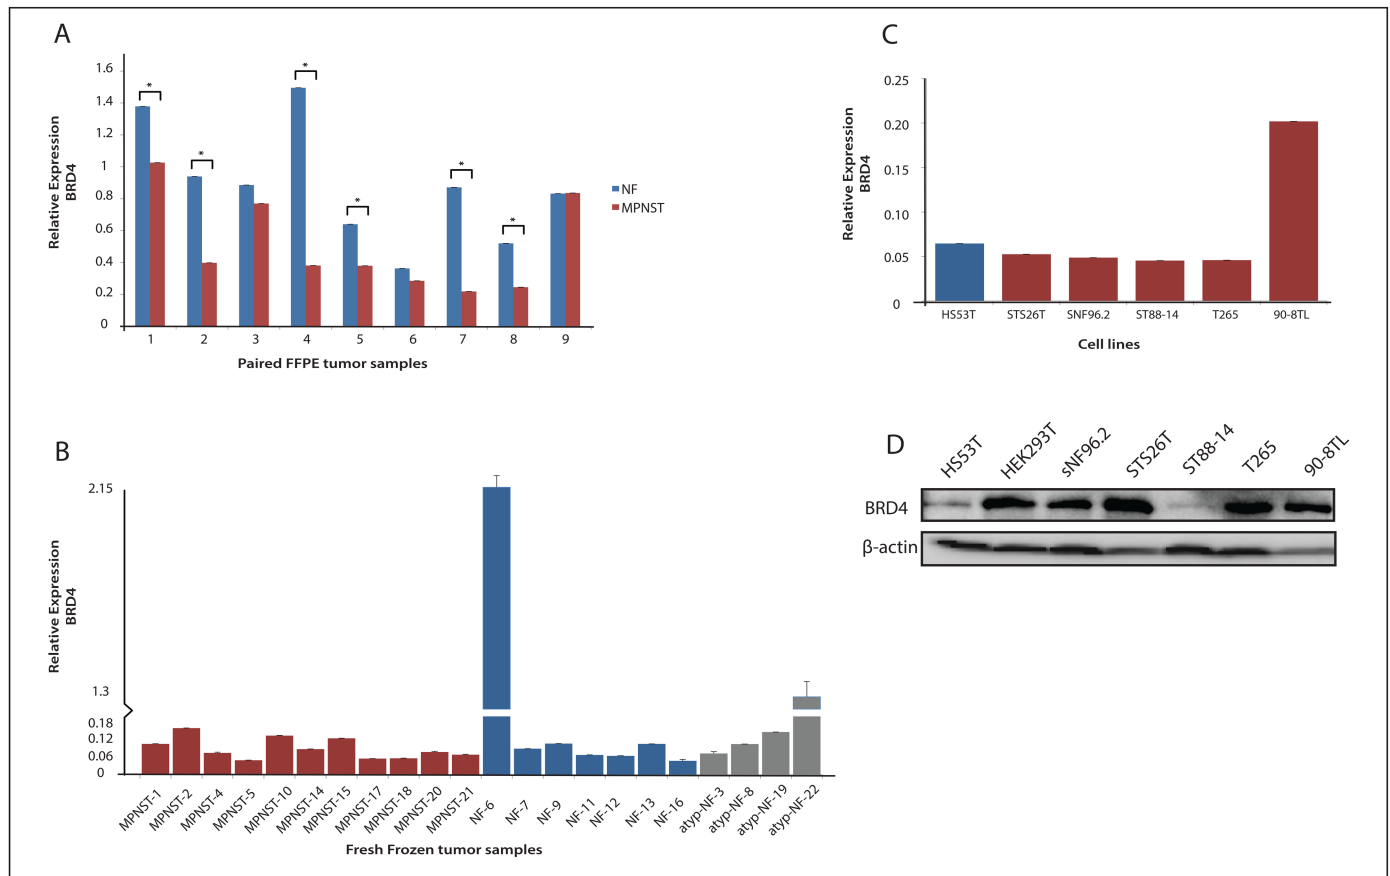 A
Relative Expression
BRD4
1.6
1.4
1.2
1
0.8
0.6
0.4
0.2
0
*
*
*
*
*
*
1 2 3 4 5 6 7 8 9
Paired FFPE tumor samples
NF
MPNST
C
Relative Expression
BRD4
0.25
0.20
0.15
0.10
0.05
0
HS53T STS26T SNF96.2 ST88-14 T265 90-8TL
Cell lines
B
Relative Expression
BRD4
2.15
1.3
0.18
0.12
0.06
0
MPNST-1 MPNST-2 MPNST-4 MPNST-5 MPNST-10 MPNST-14 MPNST-15 MPNST-17 MPNST-18 MPNST-20 MPNST-21 NF-6 NF-7 NF-9 NF-11 NF-12 NF-13 NF-16 atyp-NF-3 atyp-NF-8 atyp-NF-19 atyp-NF-22
Fresh Frozen tumor samples
D
HS53T HEK293T sNF96.2 STS26T ST88-14 T265 90-8TL
BRD4
β-actin